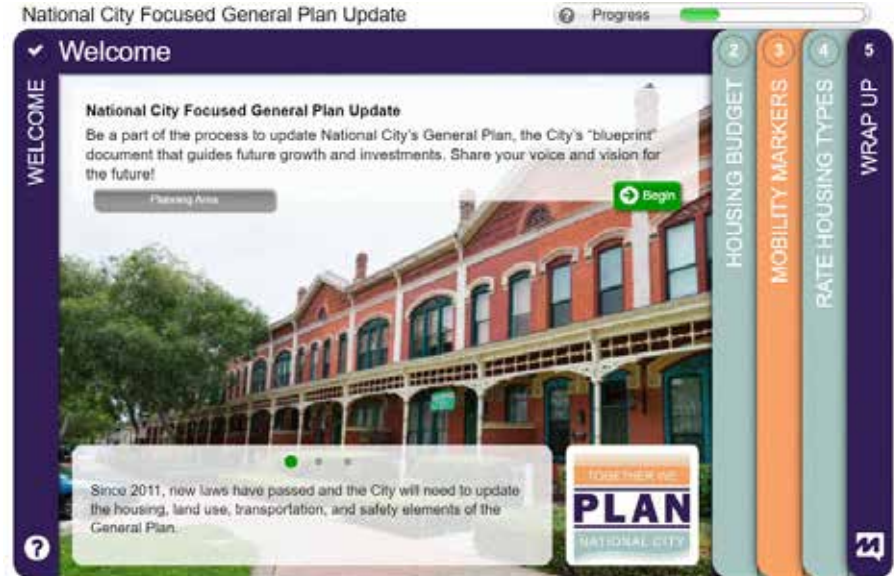 National City Focused General Plan Update
Progress
Welcome
WELCOME
National City Focused General Plan Update
Be a part of the process to update National City's General Plan, the City's "blueprint"
document that guides future growth and investments. Share your voice and vision for
the future!
Planning Area
Begin
Since 2011, new laws have passed and the City will need to update
the housing, land use, transportation, and safety elements of the
General Plan.
TOGETHER WE
PLAN
NATIONAL CITY
2
HOUSING BUDGET
3
MOBILITY MARKERS
4
RATE HOUSING TYPES
5
WRAP UP
?